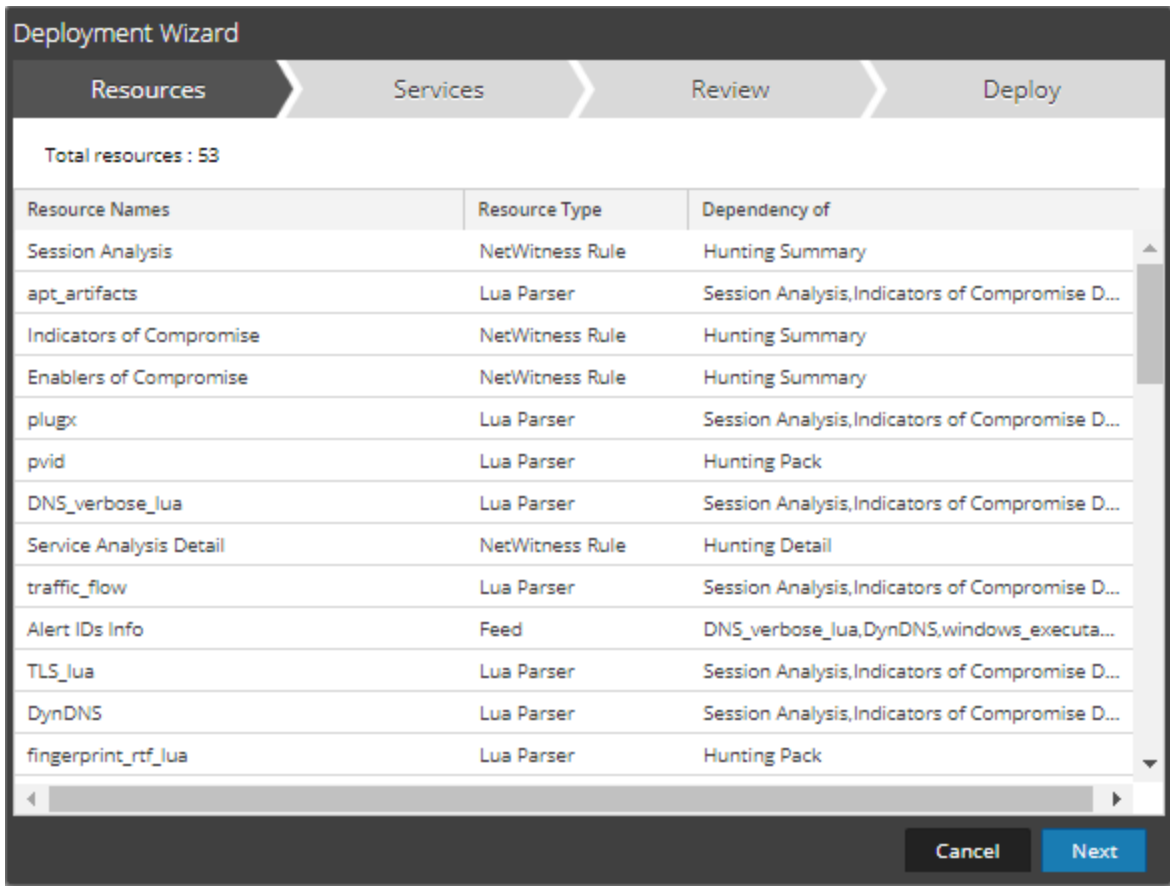 Deployment Wizard
Resources Services Review Deploy
Total resources : 53
Resource Names Resource Type Dependency of
Session Analysis NetWitness Rule Hunting Summary
apt_artifacts Lua Parser Session Analysis,Indicators of Compromise D...
Indicators of Compromise NetWitness Rule Hunting Summary
Enablers of Compromise NetWitness Rule Hunting Summary
plugx Lua Parser Session Analysis,Indicators of Compromise D...
pvid Lua Parser Hunting Pack
DNS_verbose_lua Lua Parser Session Analysis,Indicators of Compromise D...
Service Analysis Detail NetWitness Rule Hunting Detail
traffic_flow Lua Parser Session Analysis,Indicators of Compromise D...
Alert IDs Info Feed DNS_verbose_lua,DynDNS,windows_executa...
TLS_lua Lua Parser Session Analysis,Indicators of Compromise D...
DynDNS Lua Parser Session Analysis,Indicators of Compromise D...
fingerprint_rtf_lua Lua Parser Hunting Pack
Cancel Next